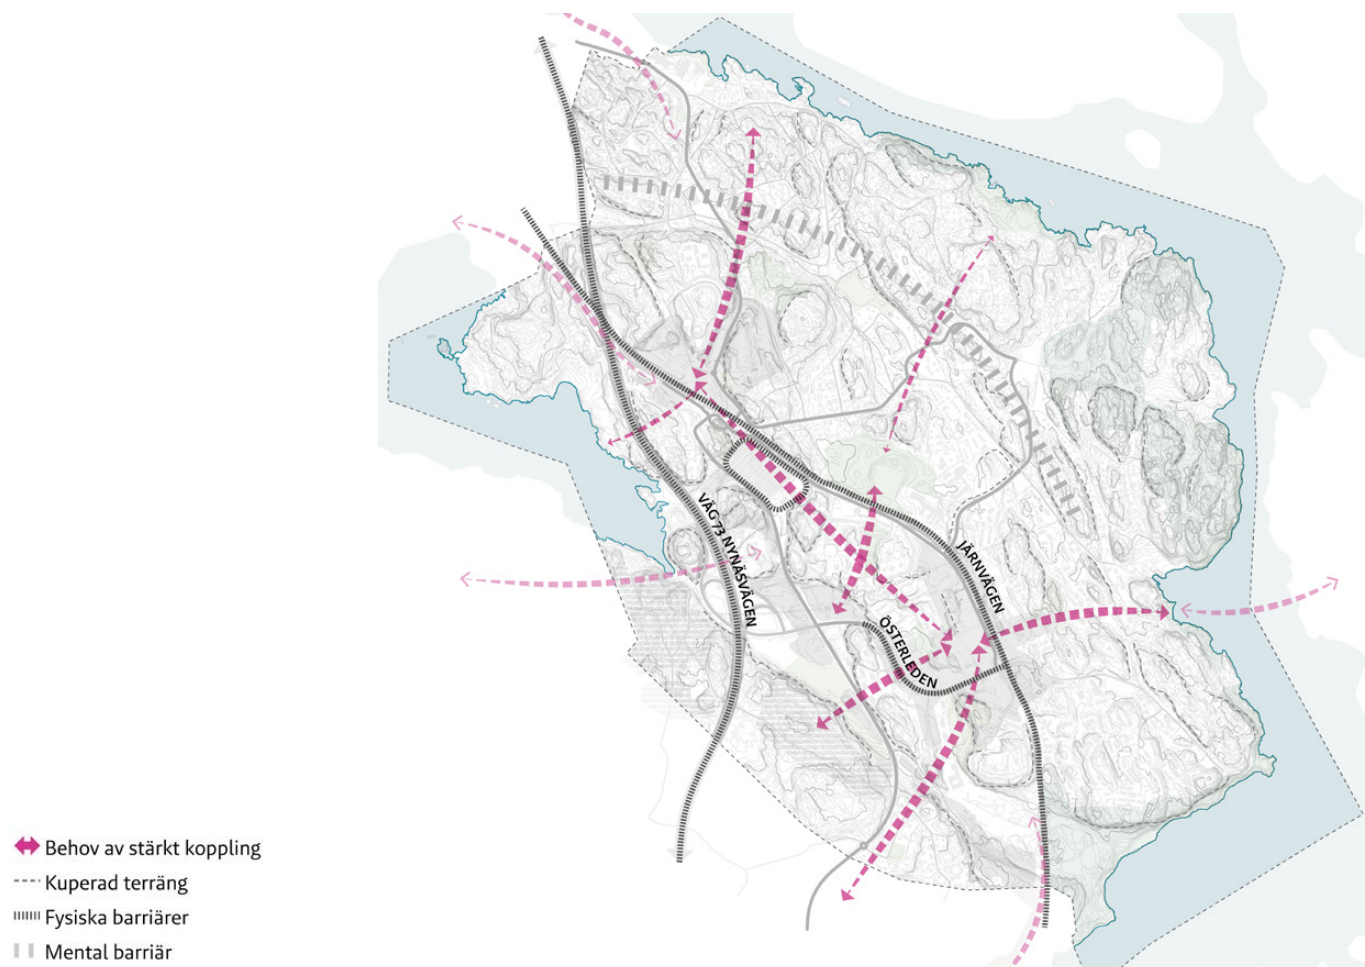 VÄG 73 NYNÄSVÄGEN
JÄRNVÄGEN
ÖSTERLEDEN
Behov av stärkt koppling
Kuperad terräng
Fysiska barriärer
Mental barriär